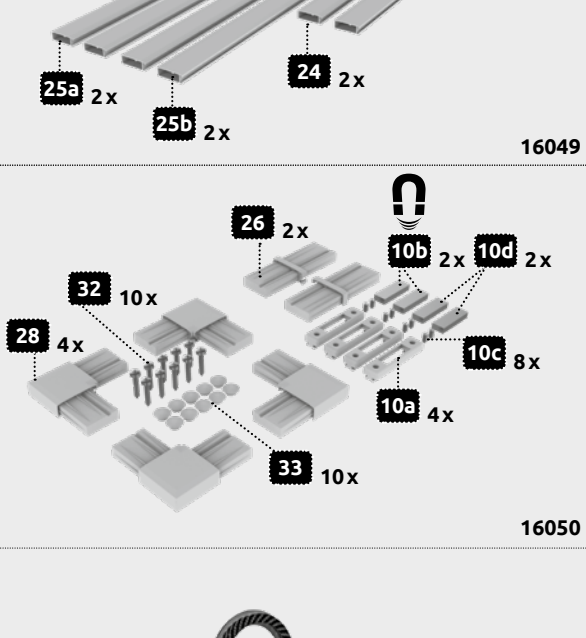 24 2x
25a 2x
25b 2x
16049
26 2x
10b 2x 10d 2x
32 10x
28 4x
10c 8x
10a 4x
33 10x
16050